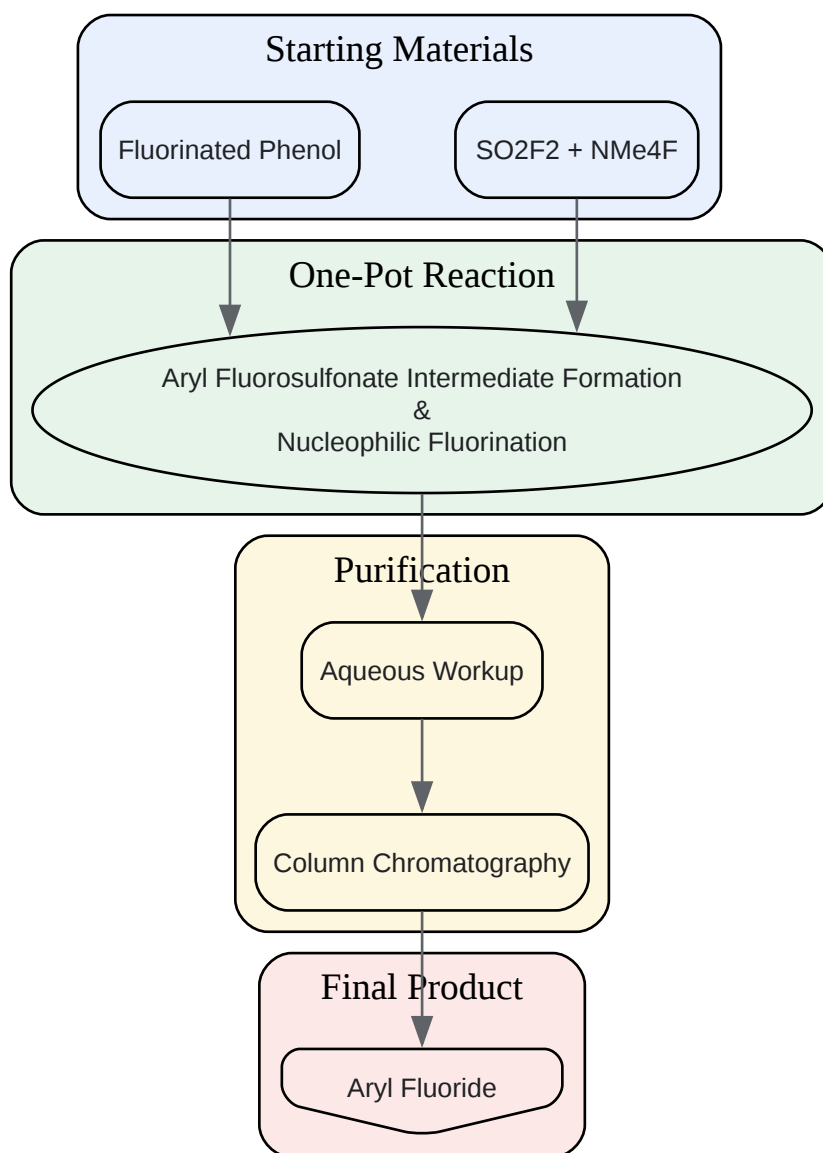 Starting Materials
Fluorinated Phenol
SO2F2 + NMe4F
One-Pot Reaction
Aryl Fluorosulfonate Intermediate Formation
&
Nucleophilic Fluorination
Purification
Aqueous Workup
Column Chromatography
Final Product
Aryl Fluoride